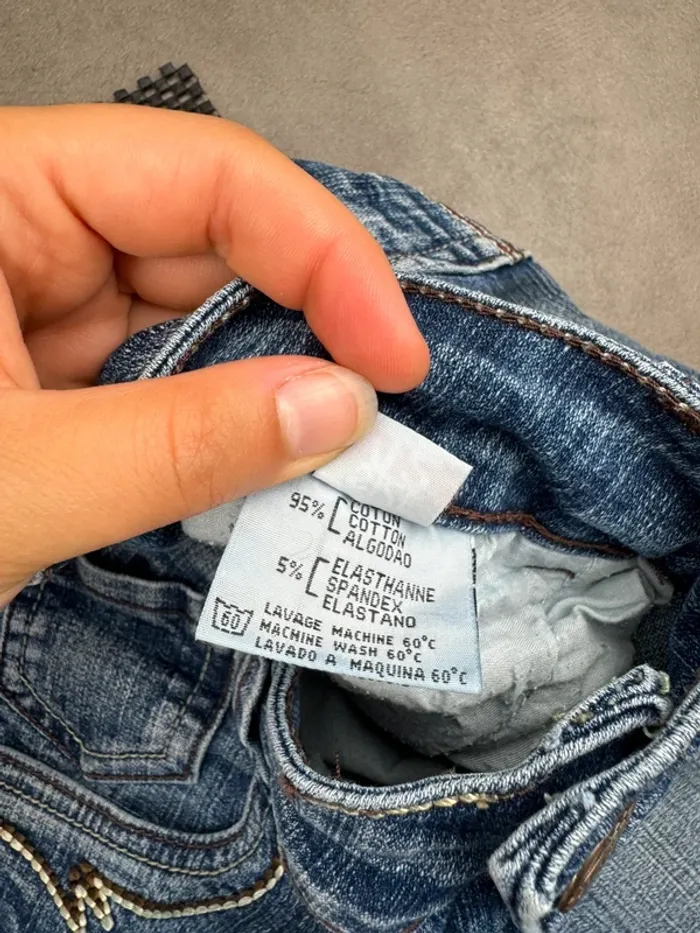 95% COTON
COTTON
ALGODAO
5% ELASTHANNE
SPANDEX
ELASTANO
60 LAVAGE MACHINE 60°C
MACHINE WASH 60°C
LAVADO A MAQUINA 60°C